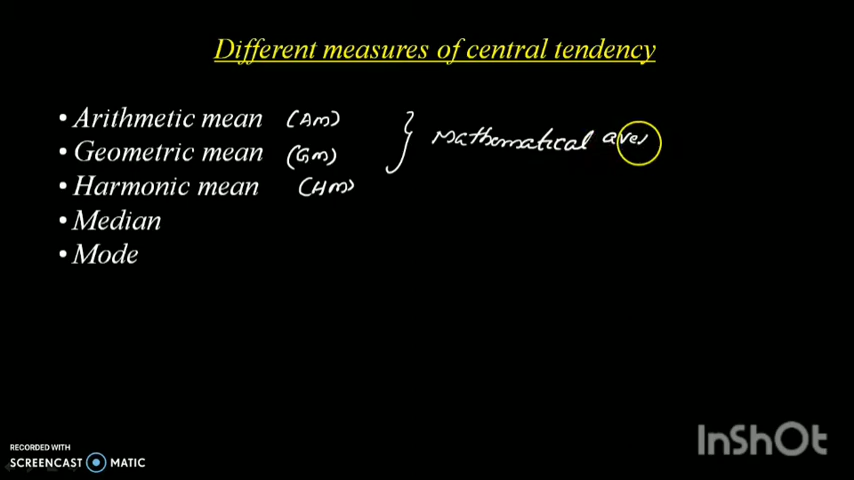 Different measures of central tendency
• Arithmetic mean (AM)
• Geometric mean (GM)
• Harmonic mean (HM)
} Mathematical aver
• Median
• Mode
RECORDED WITH
SCREENCAST MATIC
InShOt